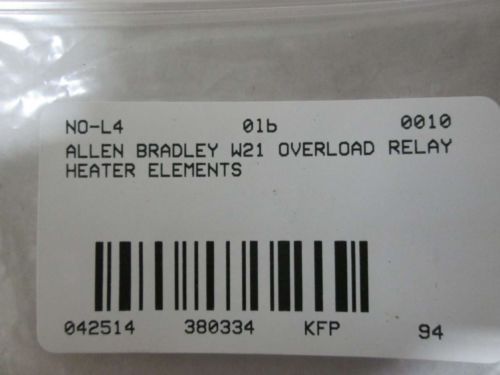 NO-L4 01b 0010
ALLEN BRADLEY W21 OVERLOAD RELAY
HEATER ELEMENTS
042514 380334 KFP 94